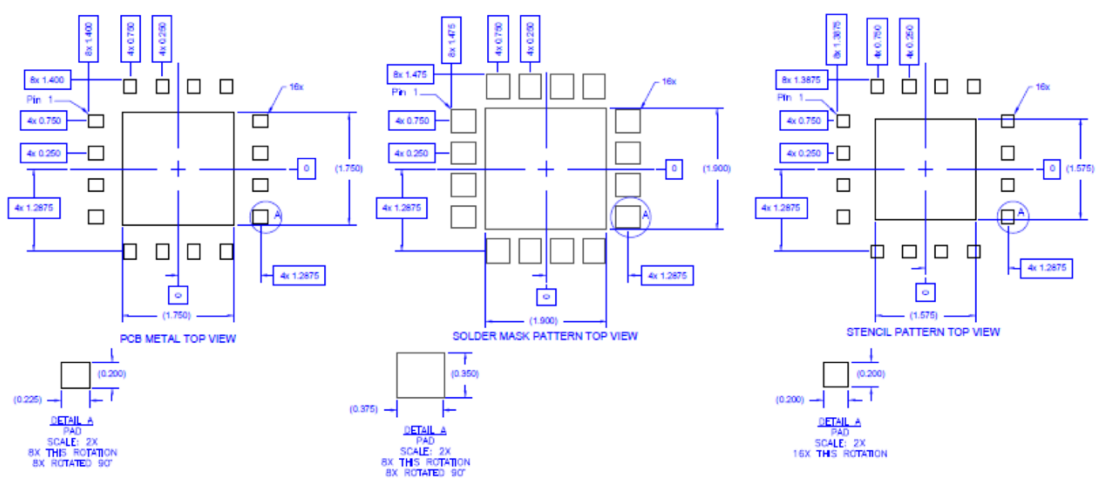 8x 1.400
4x 0.750
4x 0.250
8x 1.400
Pin 1
16x
4x 0.750
4x 0.250
0
(1.750)
4x 1.2875
A
4x 1.2875
0
(1.750)
PCB METAL TOP VIEW
(0.200)
(0.225)
DETAIL A
PAD
SCALE: 2X
8X THIS ROTATION
8X ROTATED 90°
8x 1.475
4x 0.750
4x 0.250
8x 1.475
Pin 1
16x
4x 0.750
4x 0.250
0
(1.900)
4x 1.2875
A
4x 1.2875
0
(1.900)
SOLDER MASK PATTERN TOP VIEW
(0.350)
(0.375)
DETAIL A
PAD
SCALE: 2X
8X THIS ROTATION
8X ROTATED 90°
8x 1.3875
4x 0.750
4x 0.250
8x 1.3875
Pin 1
16x
4x 0.750
4x 0.250
0
(1.575)
4x 1.2875
A
4x 1.2875
0
(1.575)
STENCIL PATTERN TOP VIEW
(0.200)
(0.200)
DETAIL A
PAD
SCALE: 2X
16X THIS ROTATION